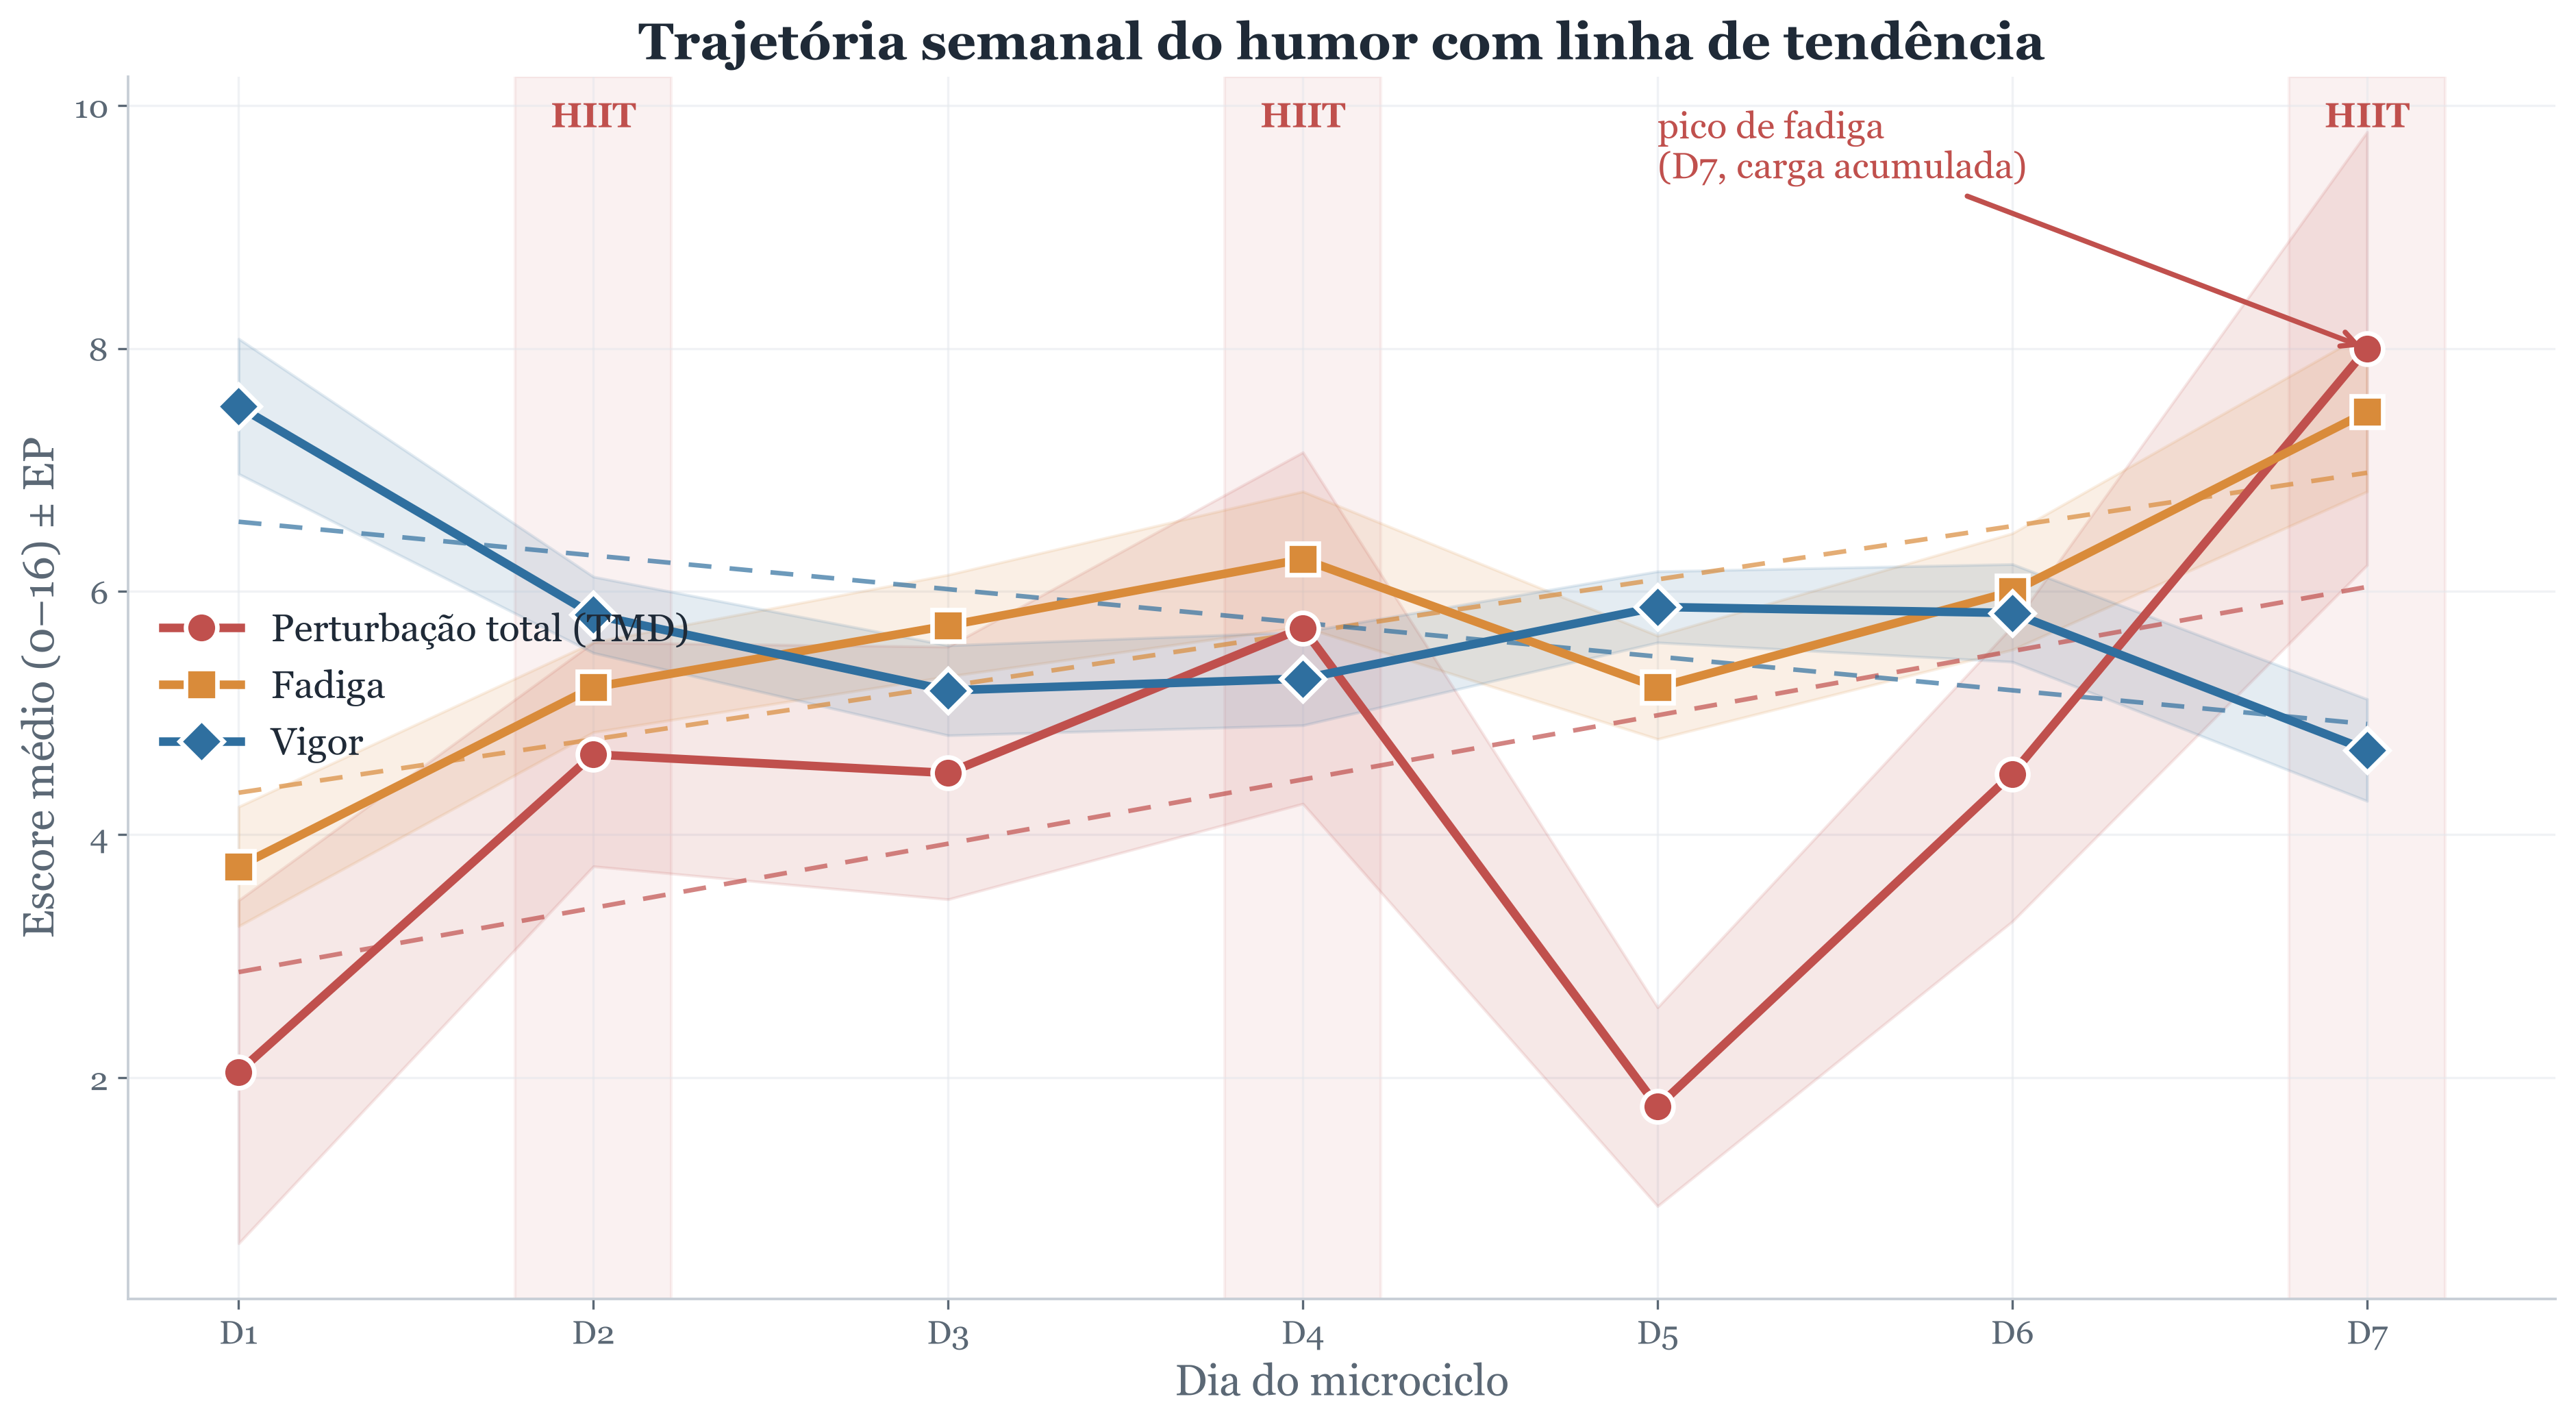 Trajetória semanal do humor com linha de tendência
HIIT
HIIT
HIIT
pico de fadiga
(D7, carga acumulada)
Escore médio (0–16) ± EP
10
8
6
4
2
Perturbação total (TMD)
Fadiga
Vigor
D1
D2
D3
D4
D5
D6
D7
Dia do microciclo